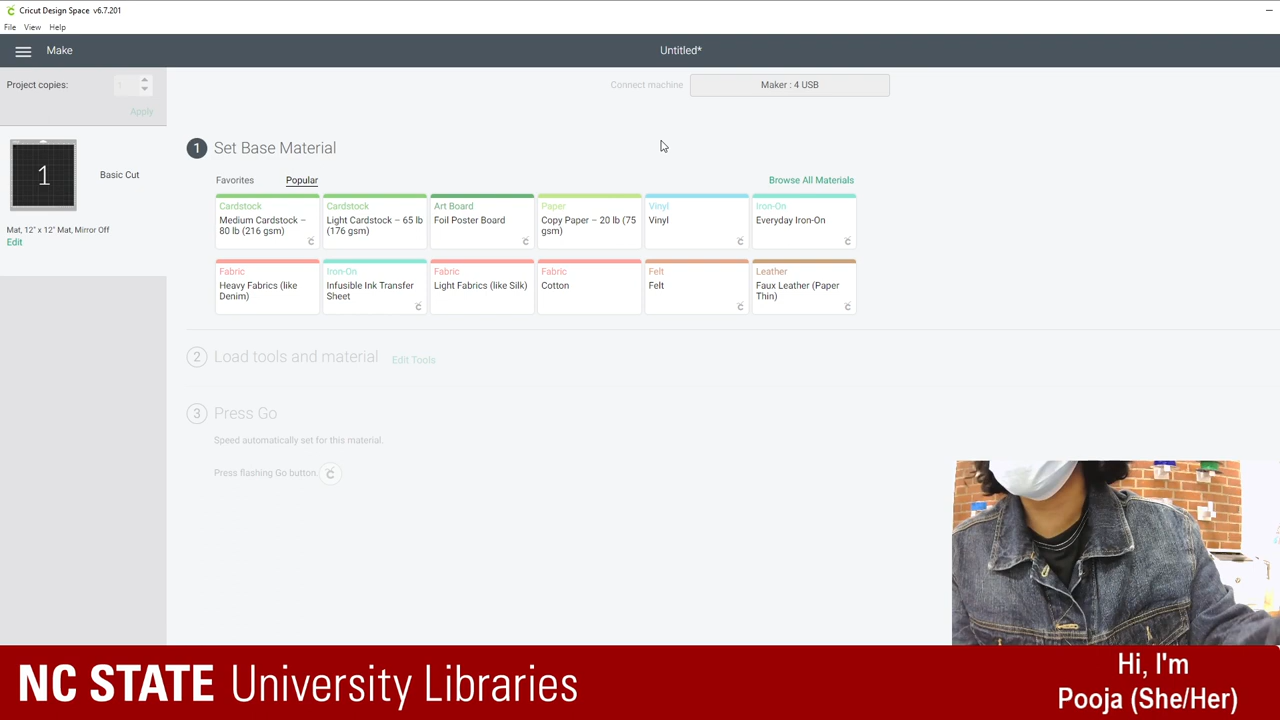 Cricut Design Space v6.7.201
File View Help
Make
Untitled*
Project copies:
1
Apply
Connect machine
Maker : 4 USB
1
Basic Cut
Mat, 12" x 12" Mat, Mirror Off
Edit
1 Set Base Material
Favorites Popular
Browse All Materials
Cardstock
Medium Cardstock –
80 lb (216 gsm)
Cardstock
Light Cardstock – 65 lb
(176 gsm)
Art Board
Foil Poster Board
Paper
Copy Paper – 20 lb (75
gsm)
Vinyl
Vinyl
Iron-On
Everyday Iron-On
Fabric
Heavy Fabrics (like
Denim)
Iron-On
Infusible Ink Transfer
Sheet
Fabric
Light Fabrics (like Silk)
Fabric
Cotton
Felt
Felt
Leather
Faux Leather (Paper
Thin)
2 Load tools and material Edit Tools
3 Press Go
Speed automatically set for this material.
Press flashing Go button.
NC STATE University Libraries
Hi, I'm
Pooja (She/Her)